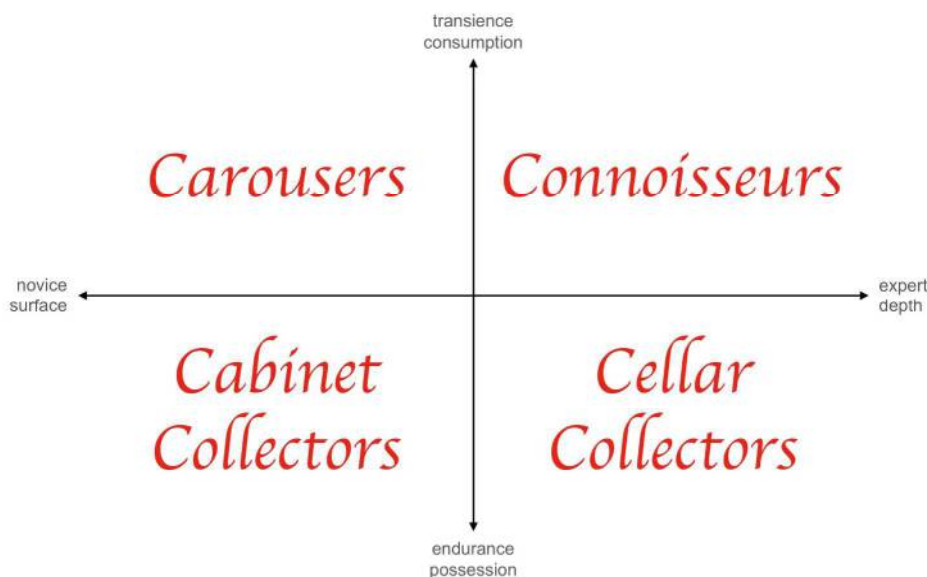 transience
consumption
Carousers
Connoisseurs
novice
surface
expert
depth
Cabinet
Collectors
Cellar
Collectors
endurance
possession